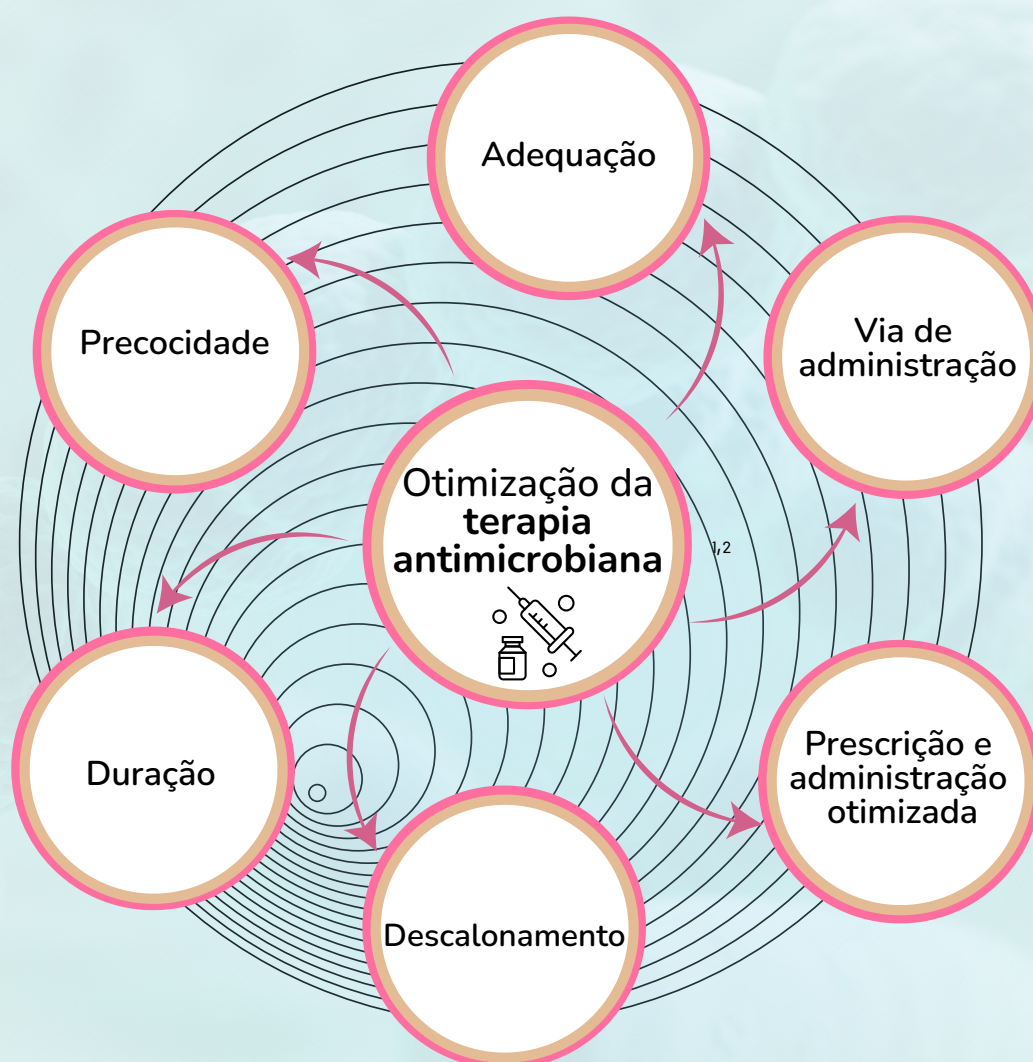 Adequação
Precocidade
Via de
administração
Otimização da
terapia
antimicrobiana
1,2
Duração
Prescrição e
administração
otimizada
Descalonamento